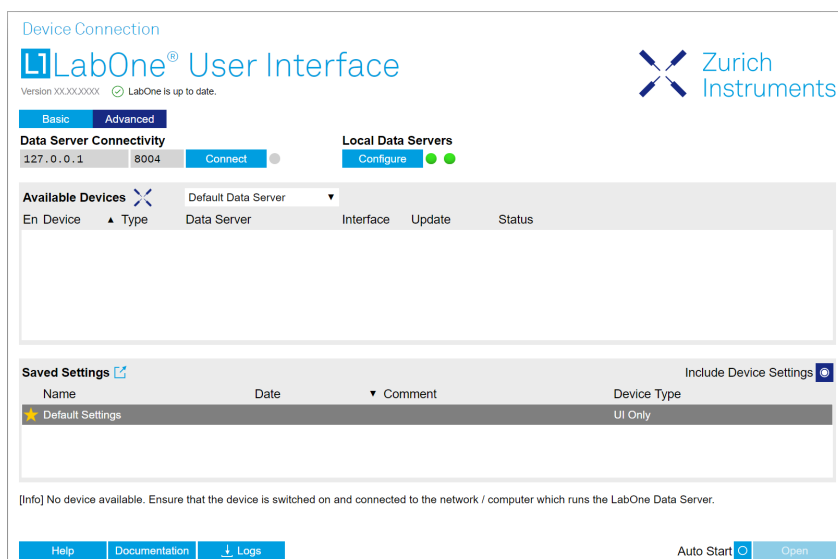 Device Connection
L1 LabOne® User Interface
Zurich
Instruments
Version XX.XX.XXXX LabOne is up to date.
Basic Advanced
Data Server Connectivity Local Data Servers
127.0.0.1 8004 Connect Configure
Available Devices Default Data Server ▼
En Device ▲ Type Data Server Interface Update Status
Saved Settings Include Device Settings
Name Date ▼ Comment Device Type
Default Settings UI Only
[Info] No device available. Ensure that the device is switched on and connected to the network / computer which runs the LabOne Data Server.
Help Documentation Logs Auto Start Open